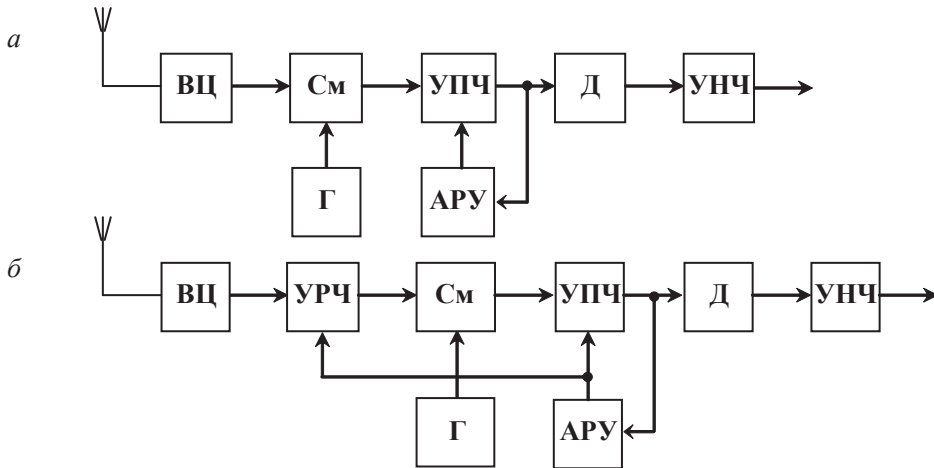 а
ВЦ См УПЧ Д УНЧ
Г АРУ
б
ВЦ УРЧ См УПЧ Д УНЧ
Г АРУ